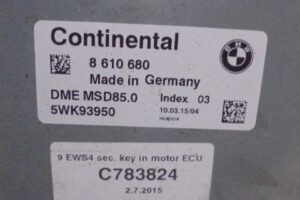 Continental
8 610 680
Made in Germany
DME MSD85.0 Index 03
5WK93950 10.03.15/04
9 EWS4 sec. key in motor ECU
C783824
2.7.2015